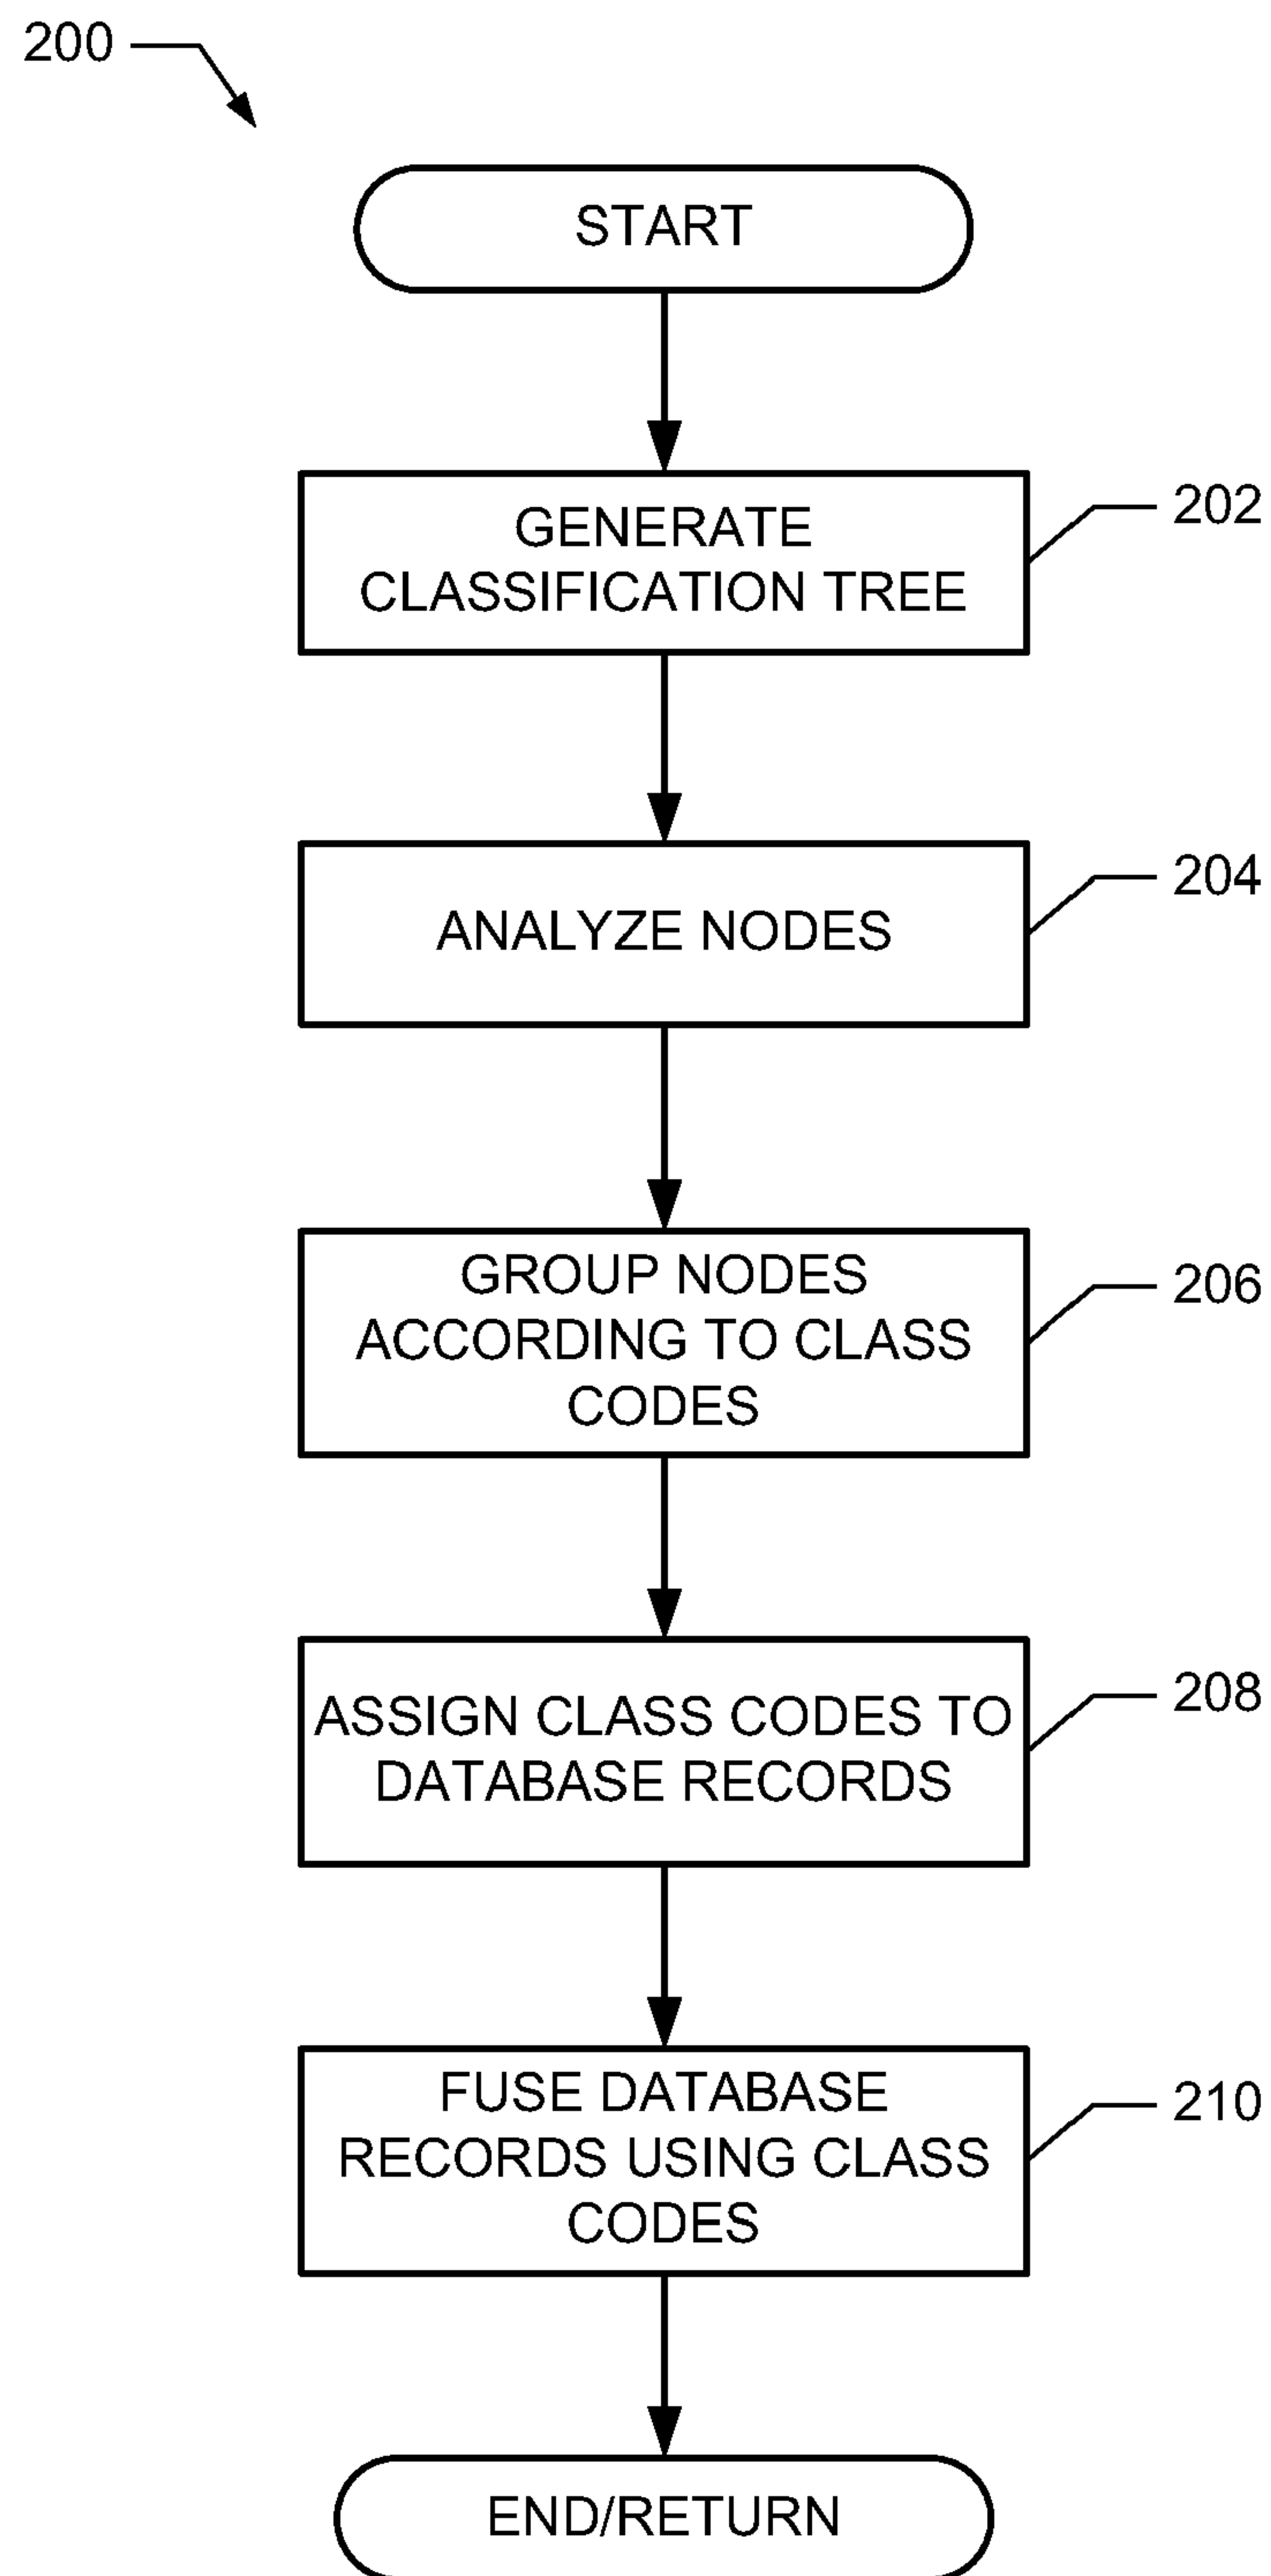 200
START
GENERATE
CLASSIFICATION TREE
202
ANALYZE NODES
204
GROUP NODES
ACCORDING TO CLASS
CODES
206
ASSIGN CLASS CODES TO
DATABASE RECORDS
208
FUSE DATABASE
RECORDS USING CLASS
CODES
210
END/RETURN